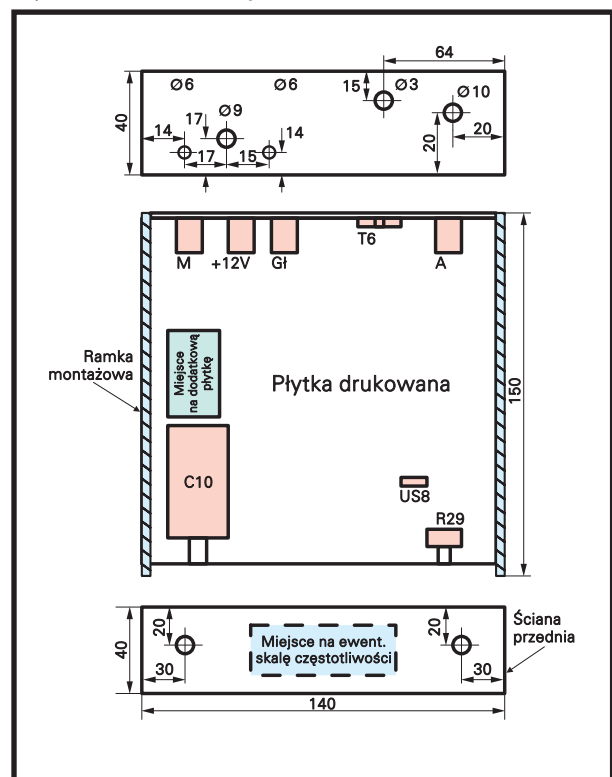 64
Ø6
Ø6
15
Ø3
Ø10
40
17
Ø9
14
14
17
15
20
20
M
+12V
Gł
T6
A
Ramka
montażowa
Miejsce
na dodatkową
płytkę
Płytka drukowana
150
C10
US8
R29
40
20
30
Miejsce na ewent.
skalę częstotliwości
20
30
Ściana
przednia
140